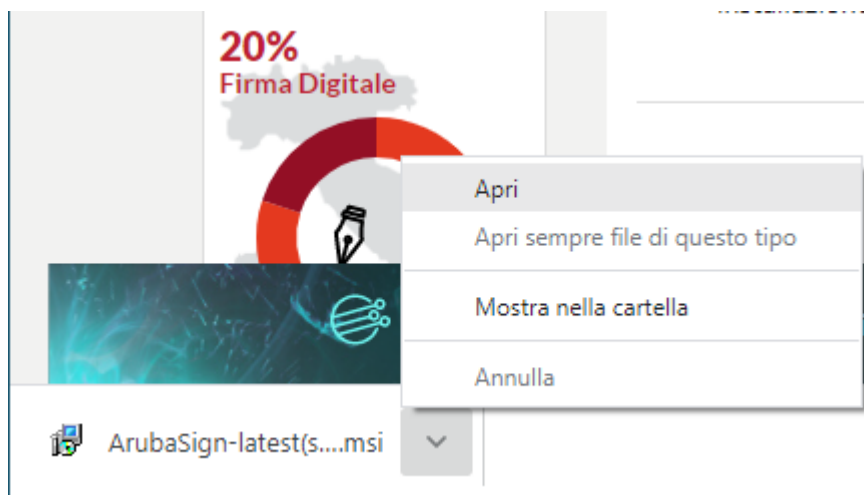 20%
Firma Digitale
Apri
Apri sempre file di questo tipo
Mostra nella cartella
Annulla
ArubaSign-latest(s....msi